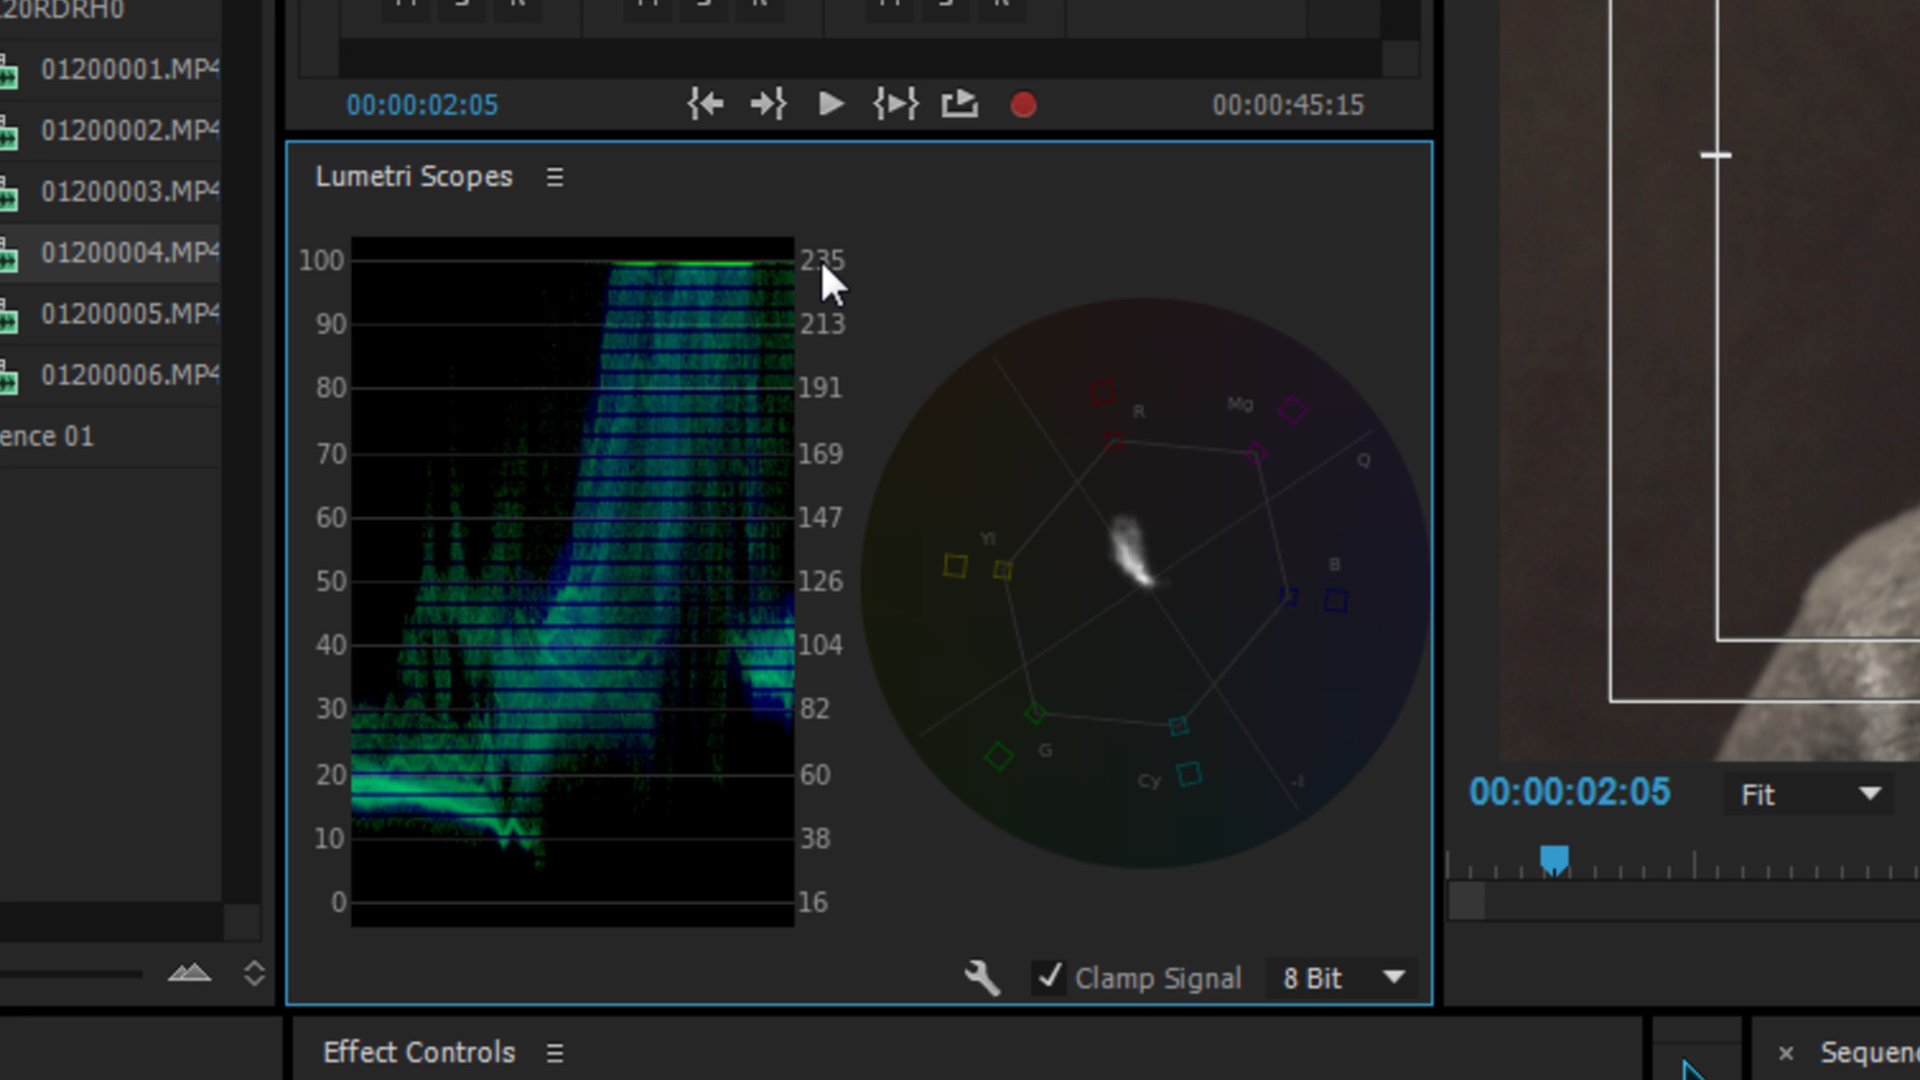 20RDRH0
01200001.MP4
01200002.MP4
01200003.MP4
01200004.MP4
01200005.MP4
01200006.MP4
ence 01
00:00:02:05
00:00:45:15
Lumetri Scopes
100 235
90 213
80 191
70 169
60 147
50 126
40 104
30 82
20 60
10 38
0 16
R
Mg
Q
Yl
B
G
Cy
-I
Clamp Signal
8 Bit
00:00:02:05
Fit
Effect Controls
× Sequen